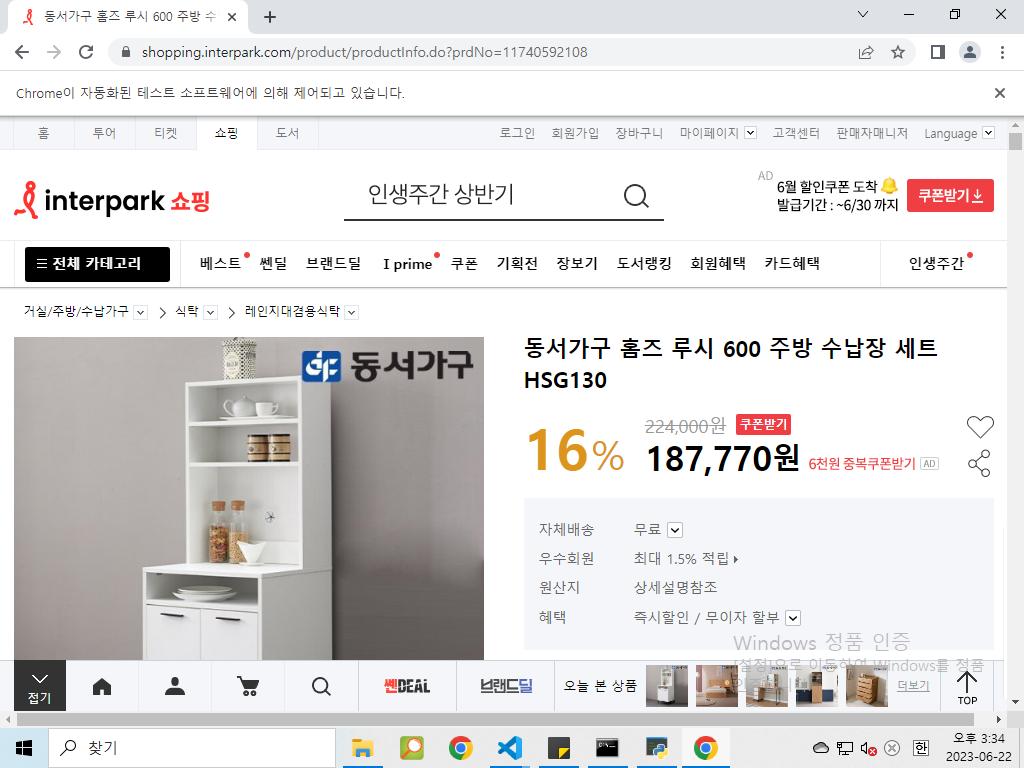 동서가구 홈즈 루시 600 주방 수
shopping.interpark.com/product/productInfo.do?prdNo=11740592108
Chrome이 자동화된 테스트 소프트웨어에 의해 제어되고 있습니다.
홈 투어 티켓 쇼핑 도서 로그인 회원가입 장바구니 마이페이지 고객센터 판매자매니저 Language
interpark 쇼핑
인생주간 상반기
AD
6월 할인쿠폰 도착
발급기간 : ~6/30 까지
쿠폰받기
전체 카테고리 베스트 쎈딜 브랜드딜 I prime 쿠폰 기획전 장보기 도서랭킹 회원혜택 카드혜택 인생주간
거실/주방/수납가구 식탁 레인지대겸용식탁
동서가구
동서가구 홈즈 루시 600 주방 수납장 세트
HSG130
224,000원 쿠폰받기
16% 187,770원 6천원 중복쿠폰받기 AD
자체배송 무료
우수회원 최대 1.5% 적립
원산지 상세설명참조
혜택 즉시할인 / 무이자 할부
Windows 정품 인증
[설정]으로 이동하여 Windows를 정품
접기
쎈DEAL
브랜드딜
오늘 본 상품
더보기
TOP
찾기
한
오후 3:34
2023-06-22